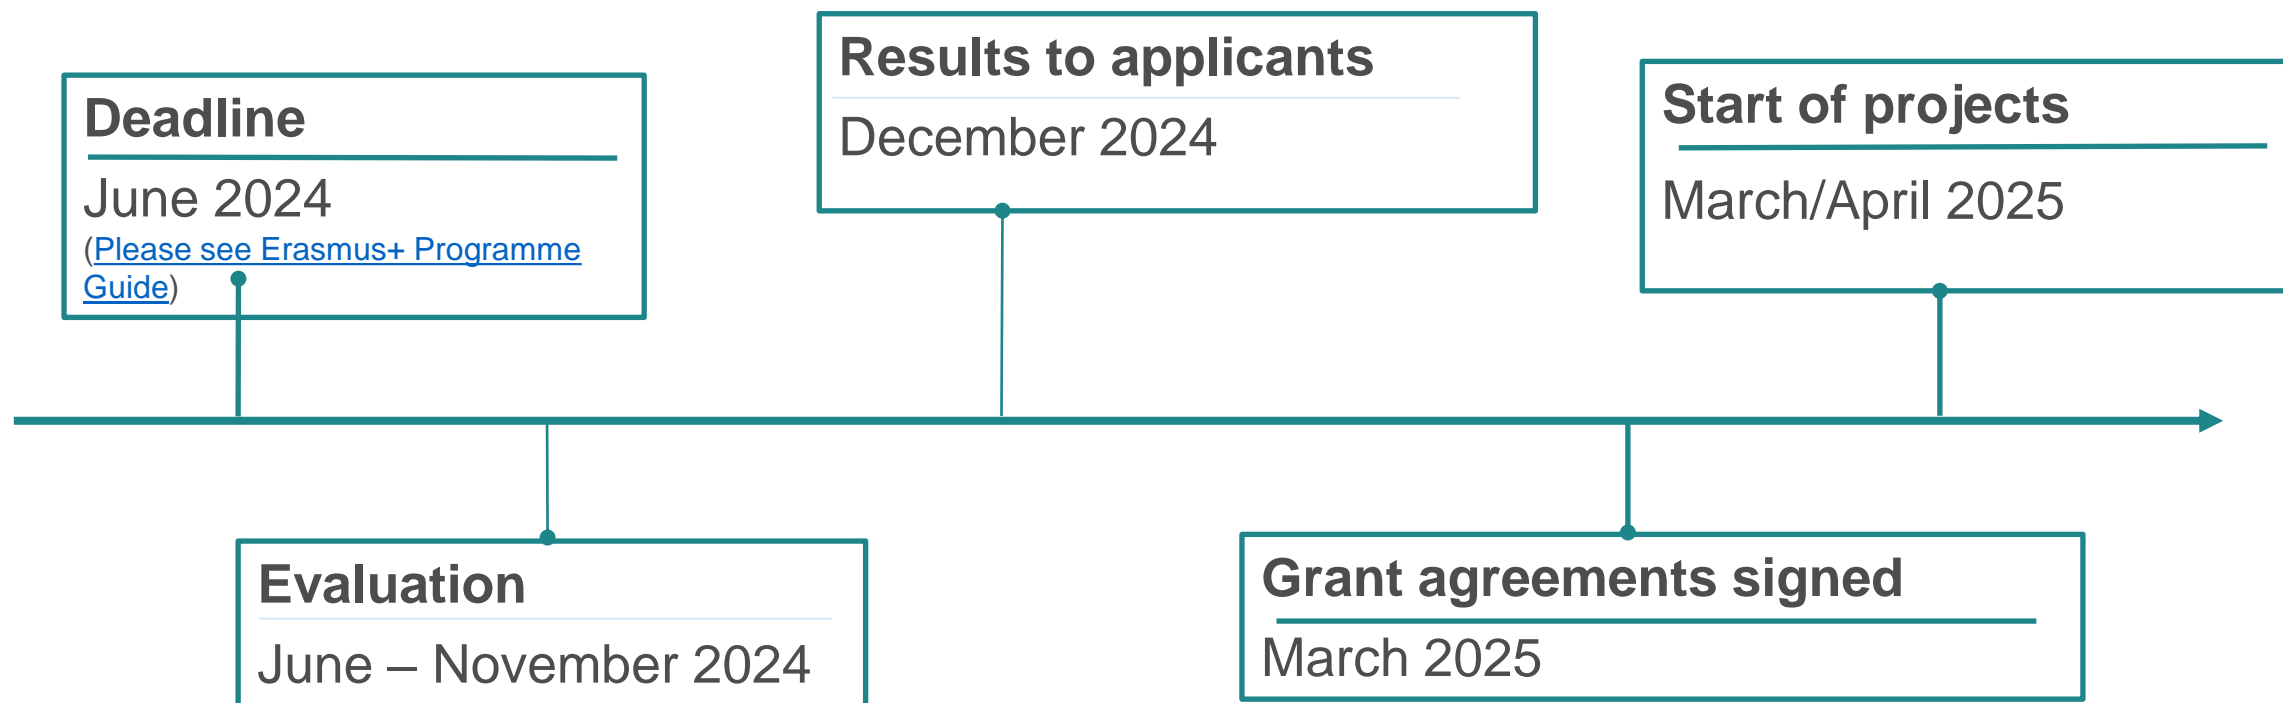 Deadline
June 2024
(Please see Erasmus+ Programme
Guide)
Evaluation
June – November 2024
Results to applicants
December 2024
Grant agreements signed
March 2025
Start of projects
March/April 2025